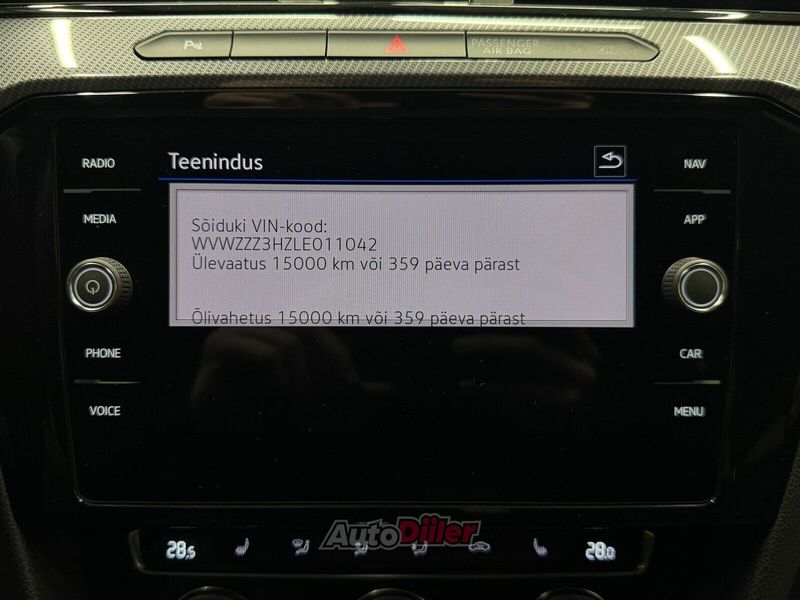 PASSENGER
AIR BAG
RADIO
Teenindus
NAV
MEDIA
APP
Sõiduki VIN-kood:
WVWZZZ3HZLE011042
Ülevaatus 15000 km või 359 päeva pärast
Õlivahetus 15000 km või 359 päeva pärast
PHONE
CAR
VOICE
MENU
AutoDiiler
28.5
28.0